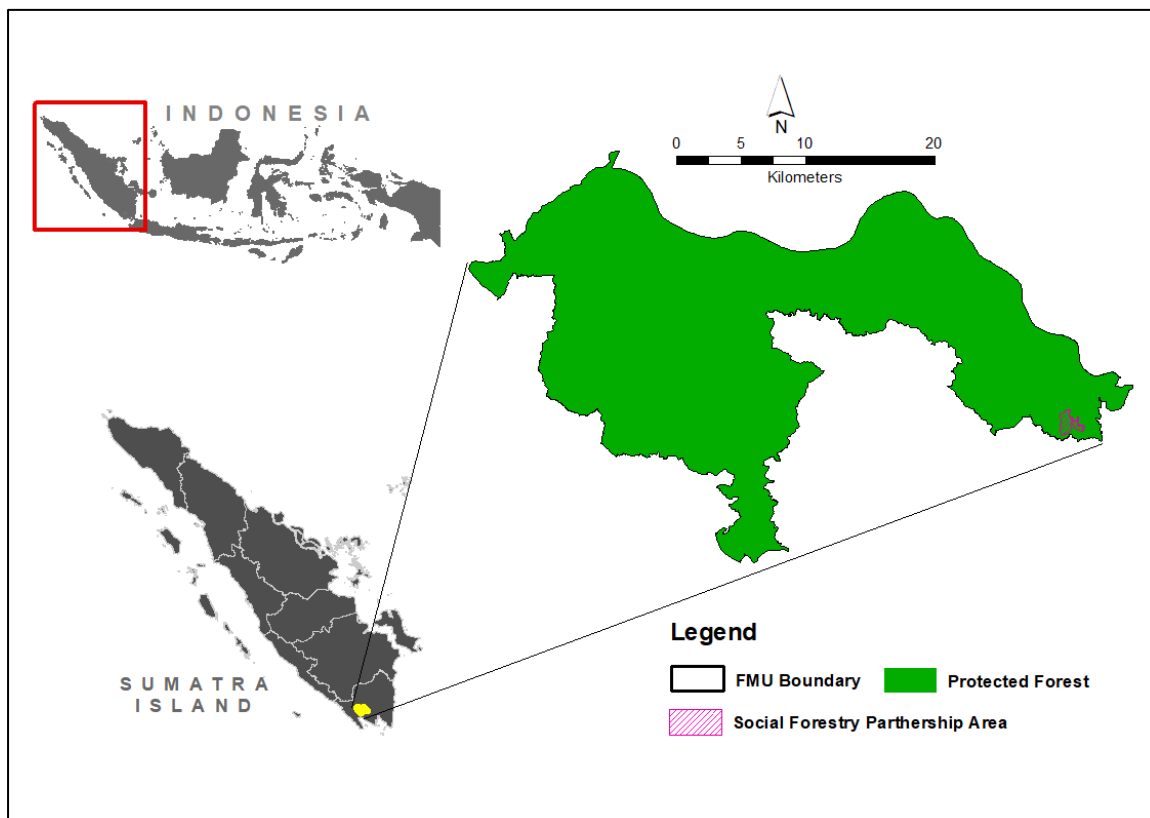 INDONESIA
N
0 5 10 20
Kilometers
SUMATRA
ISLAND
Legend
FMU Boundary
Protected Forest
Social Forestry Parthership Area